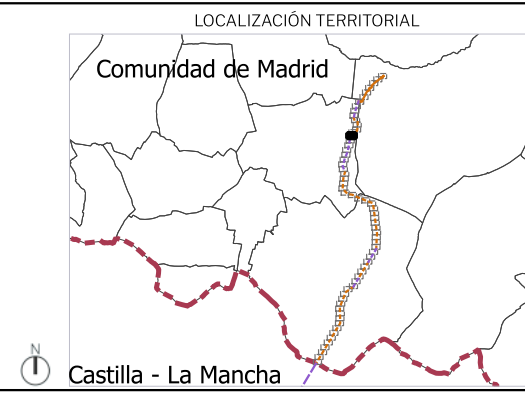 LOCALIZACIÓN TERRITORIAL
Comunidad de Madrid
N
Castilla - La Mancha